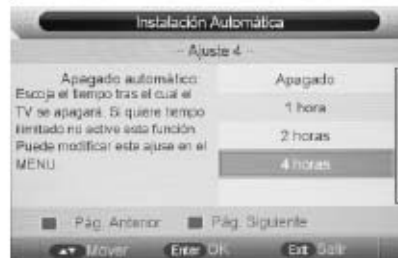 Instalación Automática
-- Ajuste 4 --
Apagado automático:
Escoja el tiempo tras el cual el
TV se apagará. Si quiere tiempo
ilimitado no active esta función
Puede modificar este ajuse en el
MENU
Apagado
1 hora
2 horas
4 horas
Pág. Anterior
Pág. Siguiente
Mover
Enter OK
Exit Salir